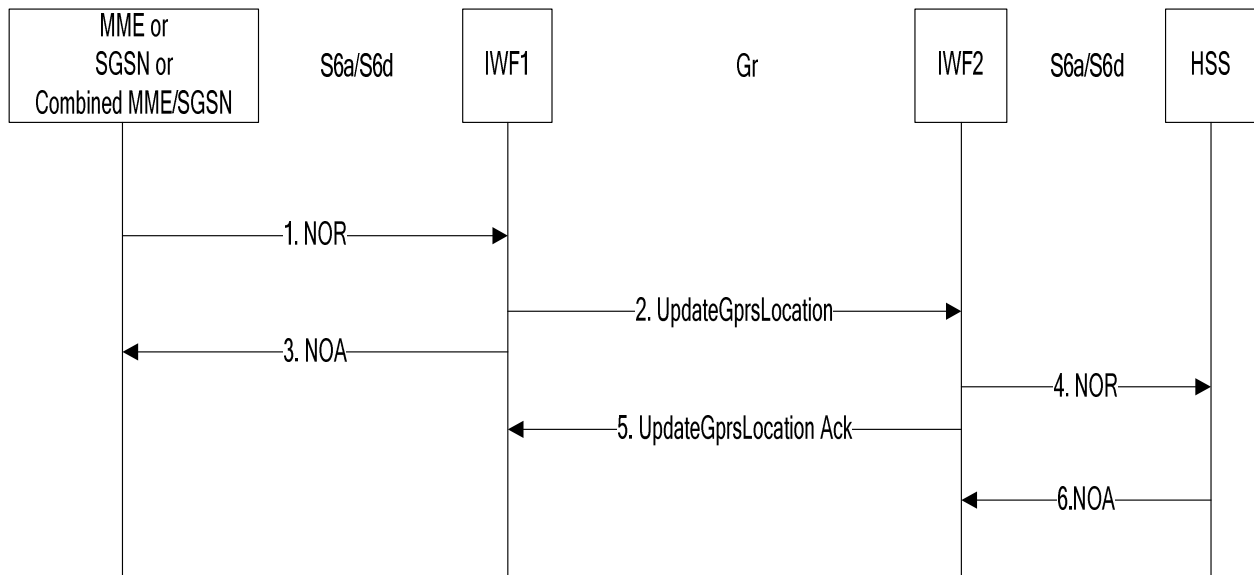 MME or
SGSN or
Combined MME/SGSN
S6a/S6d
IWF1
Gr
IWF2
S6a/S6d
HSS
1. NOR
2. UpdateGprsLocation
3. NOA
4. NOR
5. UpdateGprsLocation Ack
6.NOA